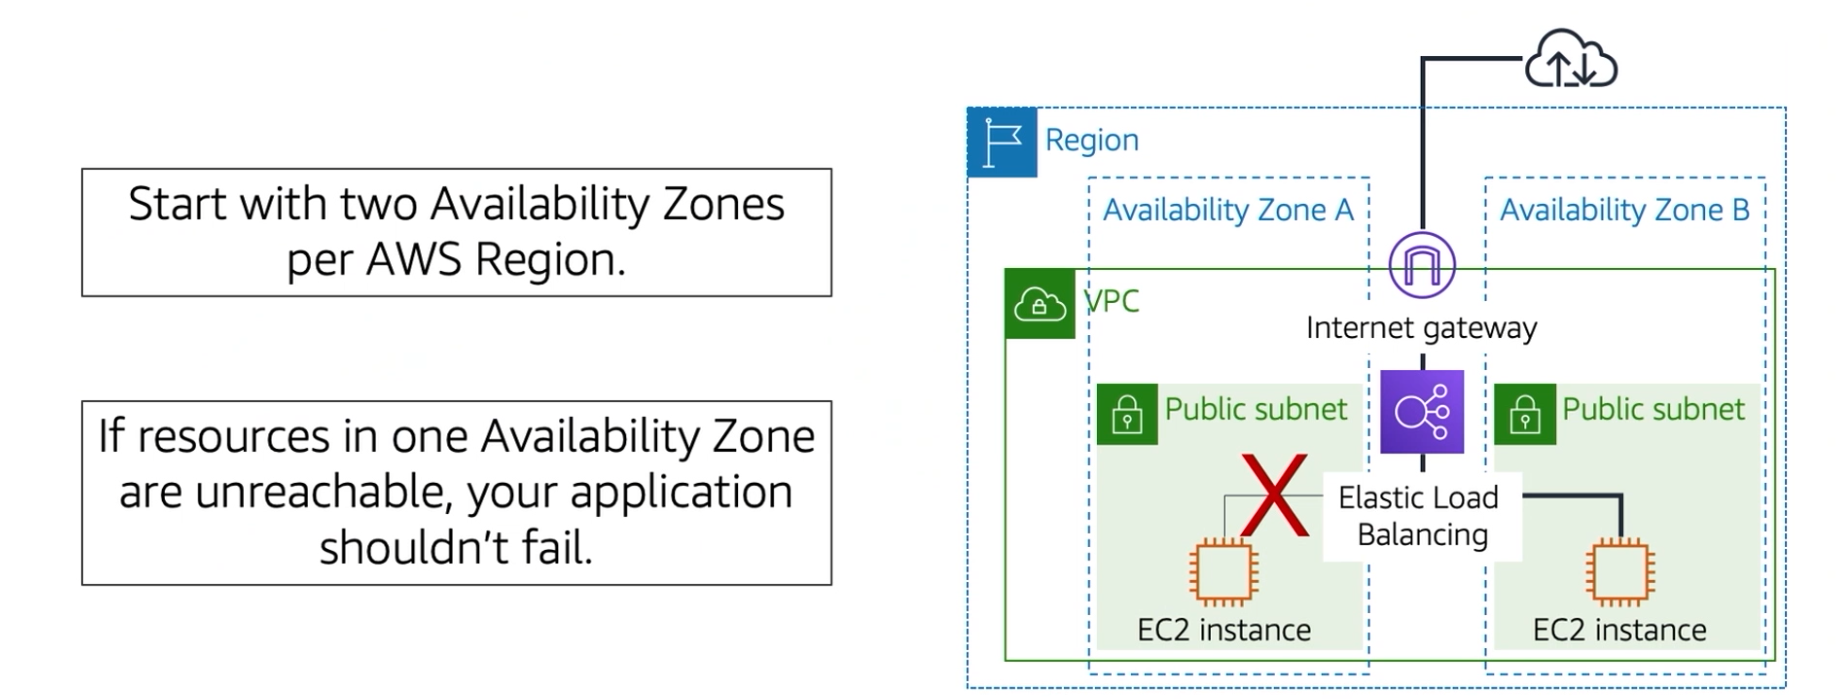 Start with two Availability Zones
per AWS Region.
If resources in one Availability Zone
are unreachable, your application
shouldn't fail.
Region
Availability Zone A
Availability Zone B
VPC
Internet gateway
Public subnet
Public subnet
X
Elastic Load
Balancing
EC2 instance
EC2 instance